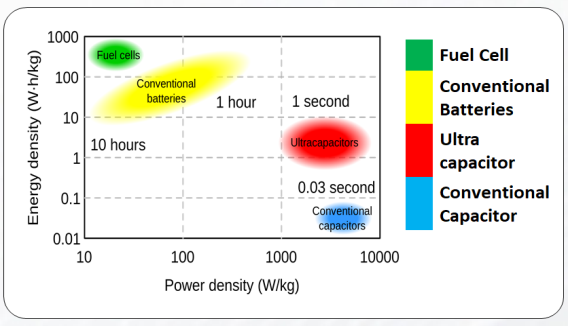 Energy density (W·h/kg)
1000
100
10
1
0.1
0.01
Fuel cells
Conventional
batteries
1 hour
1 second
10 hours
Ultracapacitors
0.03 second
Conventional
capacitors
10
100
1000
10000
Power density (W/kg)
Fuel Cell
Conventional
Batteries
Ultra
capacitor
Conventional
Capacitor